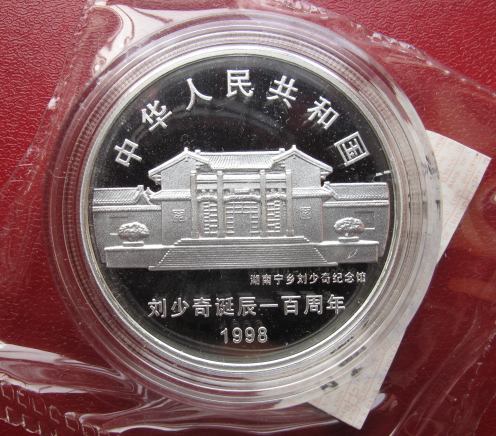 中华人民共和国
湖南宁乡刘少奇纪念馆
刘少奇诞辰一百周年
1998